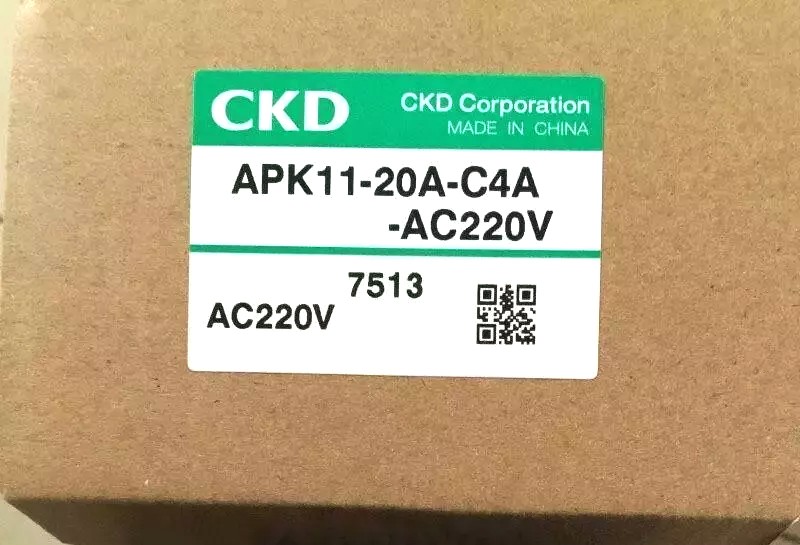 CKD
CKD Corporation
MADE IN CHINA
APK11-20A-C4A
-AC220V
7513
AC220V